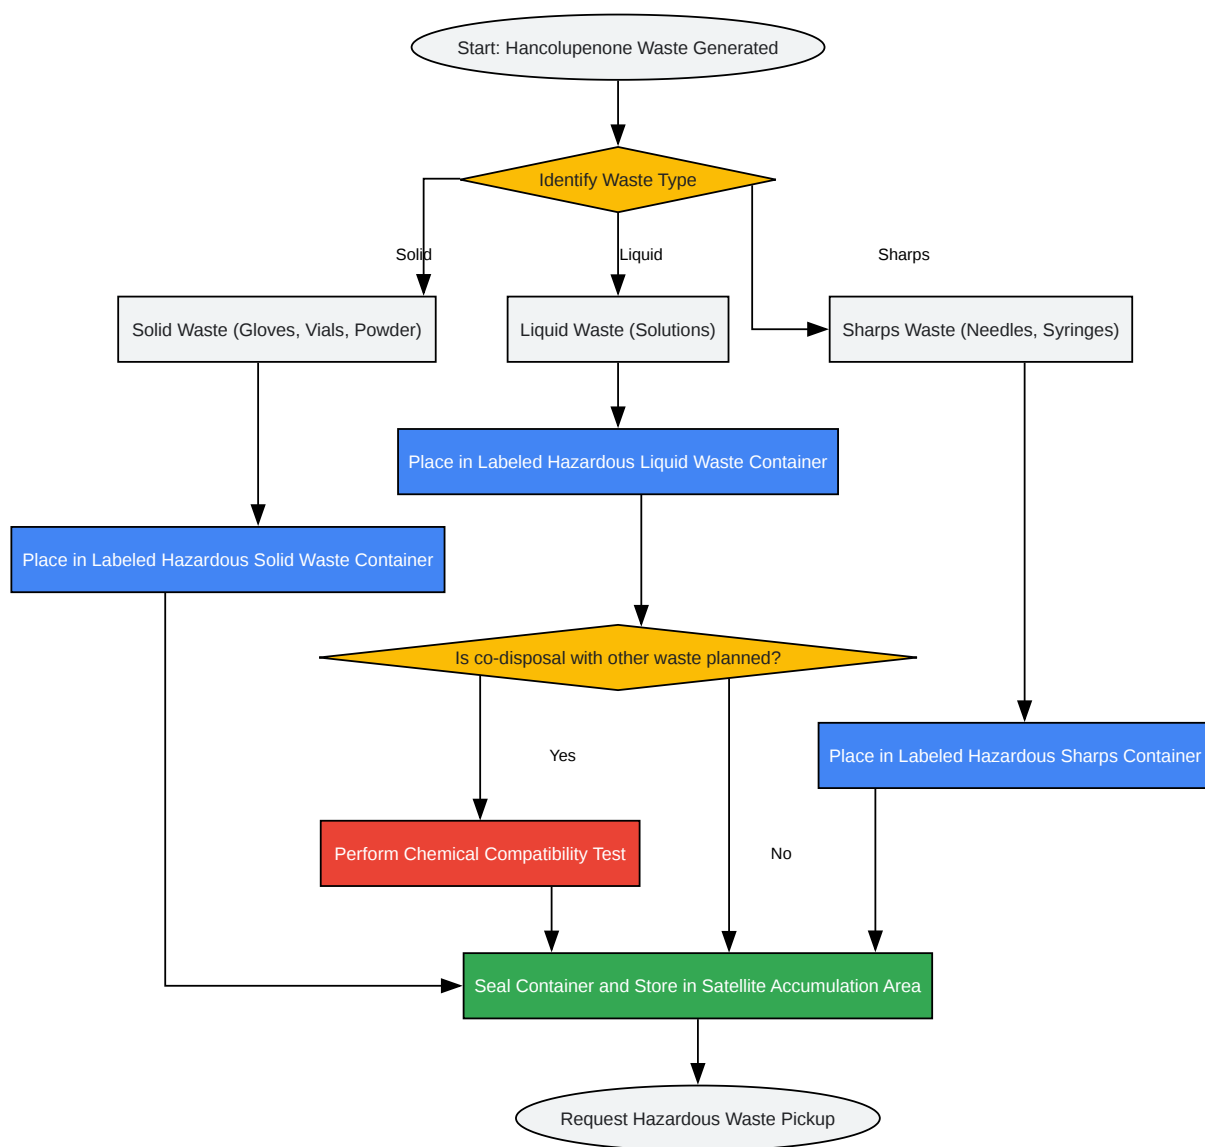 Start: Hancolupenone Waste Generated
Identify Waste Type
Solid
Liquid
Sharps
Solid Waste (Gloves, Vials, Powder)
Liquid Waste (Solutions)
Sharps Waste (Needles, Syringes)
Place in Labeled Hazardous Liquid Waste Container
Place in Labeled Hazardous Solid Waste Container
Is co-disposal with other waste planned?
Yes
Place in Labeled Hazardous Sharps Container
Perform Chemical Compatibility Test
No
Seal Container and Store in Satellite Accumulation Area
Request Hazardous Waste Pickup